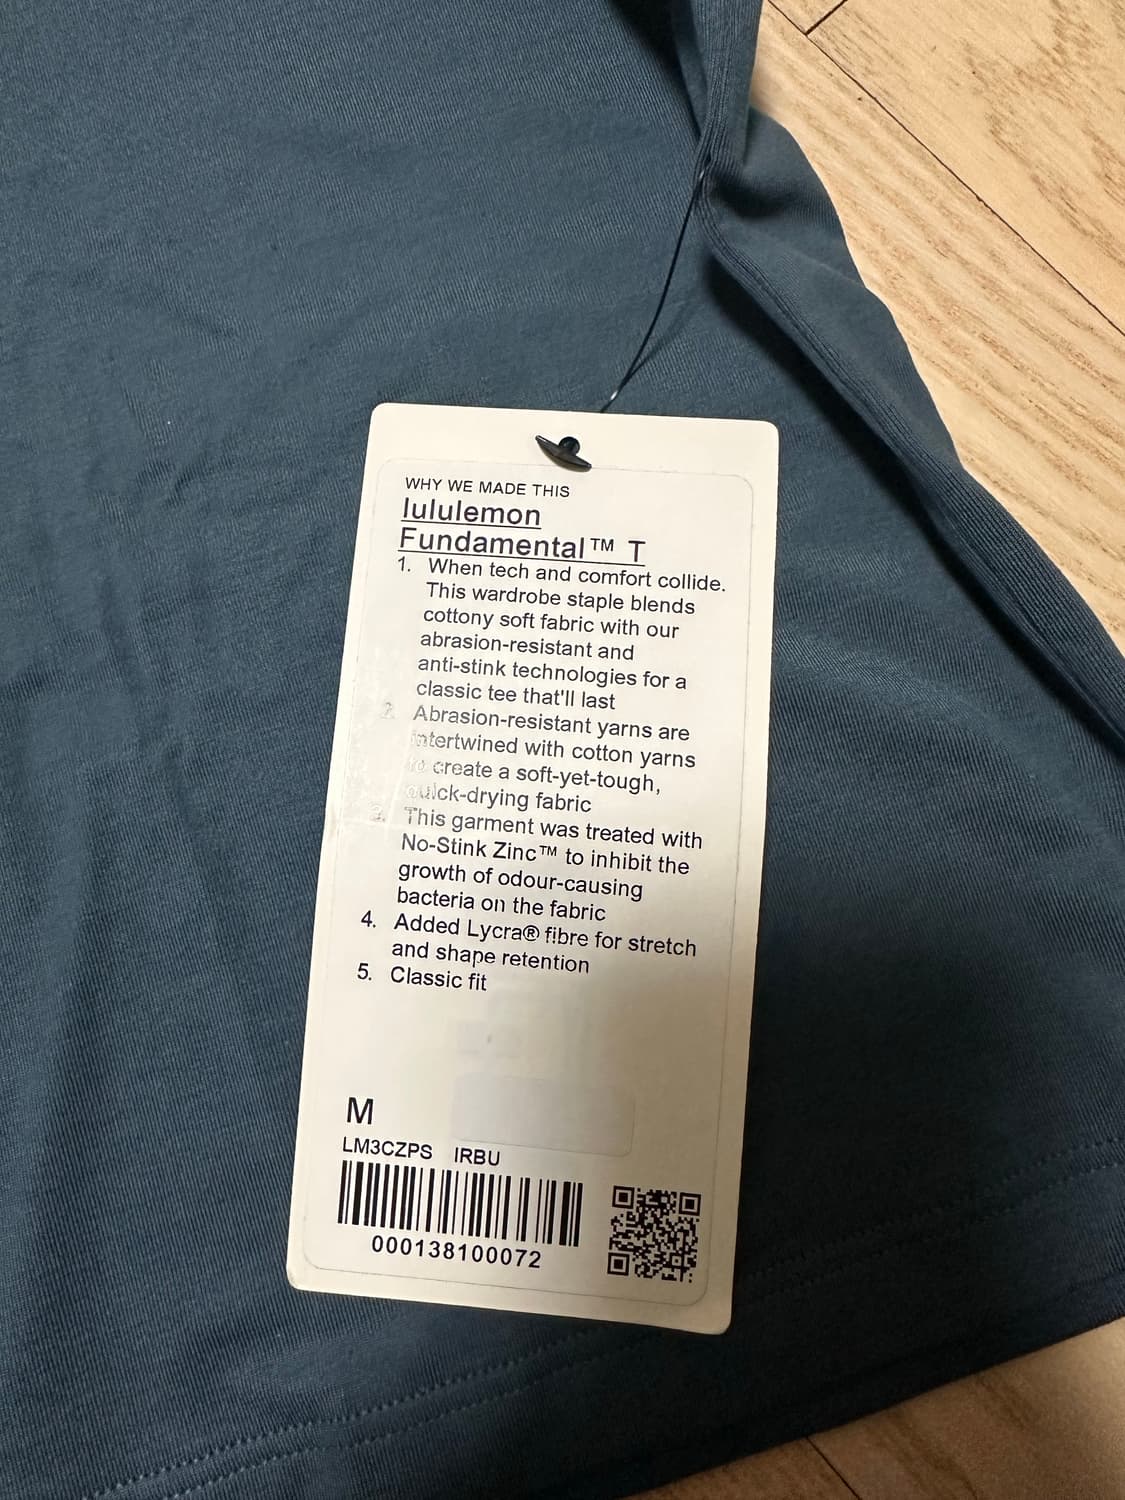 WHY WE MADE THIS
lululemon
Fundamental™ T
1. When tech and comfort collide.
This wardrobe staple blends
cottony soft fabric with our
abrasion-resistant and
anti-stink technologies for a
classic tee that'll last
2. Abrasion-resistant yarns are
intertwined with cotton yarns
to create a soft-yet-tough,
quick-drying fabric
3. This garment was treated with
No-Stink Zinc™ to inhibit the
growth of odour-causing
bacteria on the fabric
4. Added Lycra® fibre for stretch
and shape retention
5. Classic fit
M
LM3CZPS IRBU
000138100072